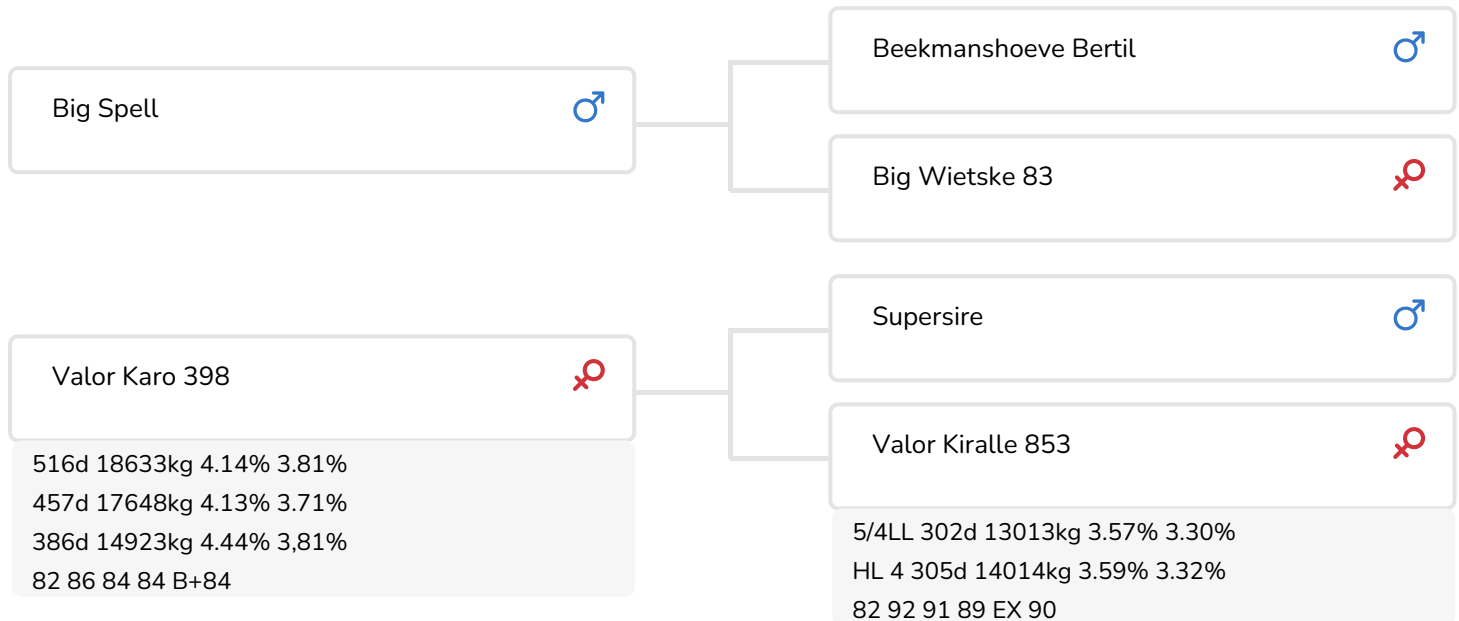 Big Spell
Beekmanshoeve Bertil
Big Wietske 83
Valor Karo 398
516d 18633kg 4.14% 3.81%
457d 17648kg 4.13% 3.71%
386d 14923kg 4.44% 3,81%
82 86 84 84 B+84
Supersire
Valor Kiralle 853
5/4LL 302d 13013kg 3.57% 3.30%
HL 4 305d 14014kg 3.59% 3.32%
82 92 91 89 EX 90